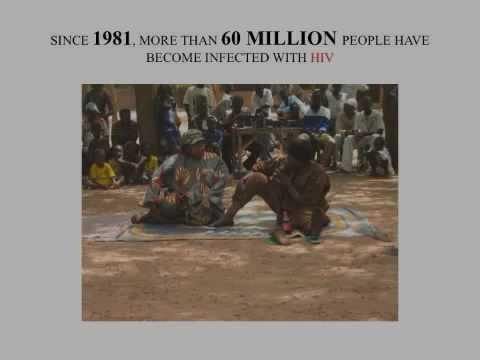 SINCE 1981, MORE THAN 60 MILLION PEOPLE HAVE
BECOME INFECTED WITH HIV